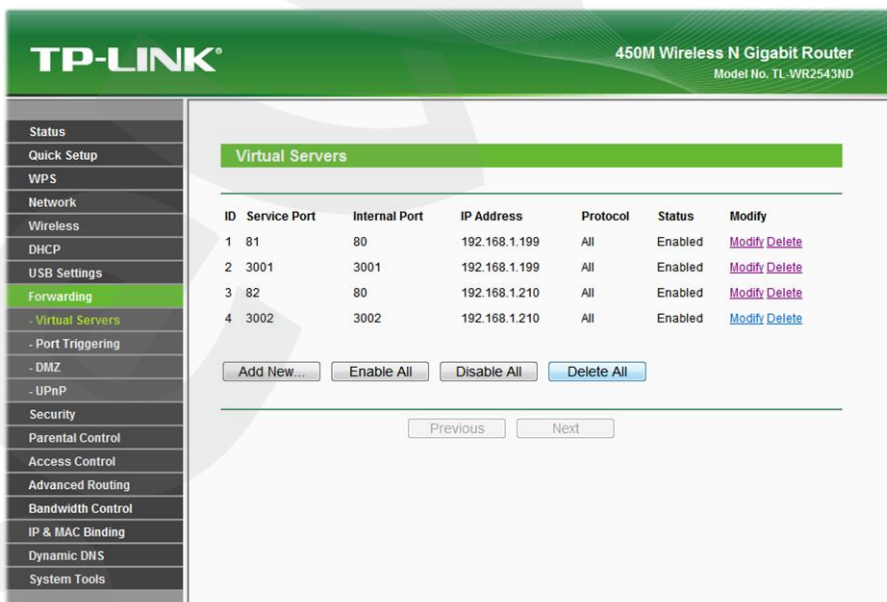 TP-LINK®
450M Wireless N Gigabit Router
Model No. TL-WR2543ND
Status
Quick Setup
WPS
Network
Wireless
DHCP
USB Settings
Forwarding
- Virtual Servers
- Port Triggering
- DMZ
- UPnP
Security
Parental Control
Access Control
Advanced Routing
Bandwidth Control
IP & MAC Binding
Dynamic DNS
System Tools
Virtual Servers
ID Service Port Internal Port IP Address Protocol Status Modify
1 81 80 192.168.1.199 All Enabled Modify Delete
2 3001 3001 192.168.1.199 All Enabled Modify Delete
3 82 80 192.168.1.210 All Enabled Modify Delete
4 3002 3002 192.168.1.210 All Enabled Modify Delete
Add New... Enable All Disable All Delete All
Previous Next